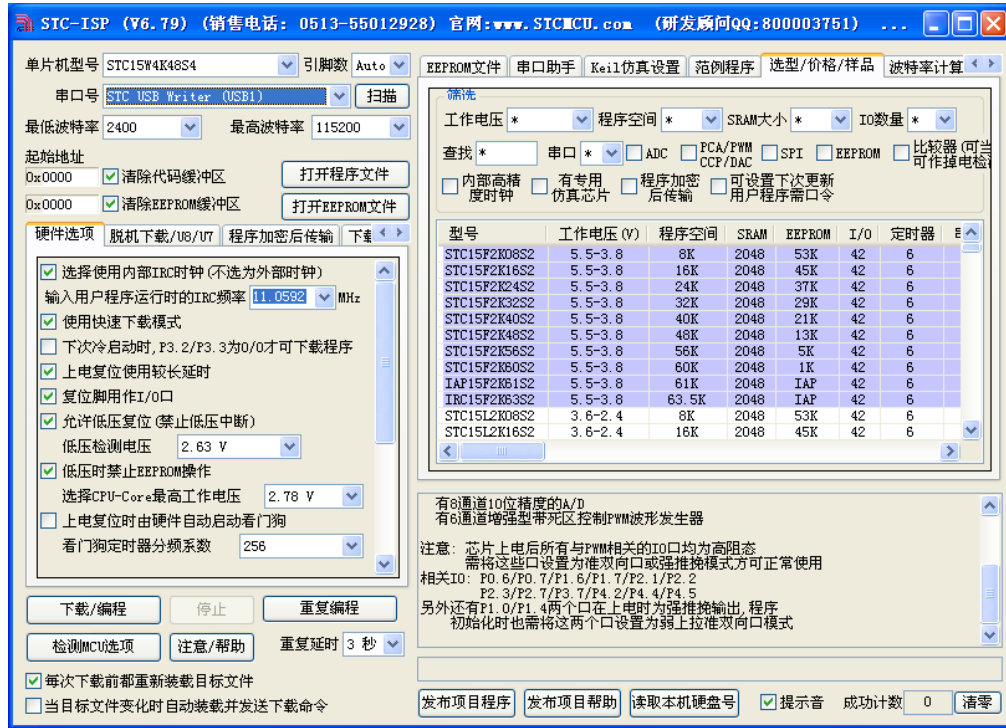 STC-ISP (V6.79) (销售电话: 0513-55012928) 官网:www.STCMCU.com (研发顾问QQ:800003751) ...
单片机型号 STC15W4K48S4 引脚数 Auto
串口号 STC USB Writer (USB1) 扫描
最低波特率 2400 最高波特率 115200
起始地址
0x0000 清除代码缓冲区 打开程序文件
0x0000 清除EEPROM缓冲区 打开EEPROM文件
硬件选项 脱机下载/U8/U7 程序加密后传输
选择使用内部IRC时钟(不选为外部时钟)
输入用户程序运行时的IRC频率 11.0592 MHz
使用快速下载模式
下次冷启动时,P3.2/P3.3为0/0才可下载程序
上电复位使用较长延时
复位脚用作I/O口
允许低压复位(禁止低压中断)
低压检测电压 2.63 V
低压时禁止EEPROM操作
选择CPU-Core最高工作电压 2.78 V
上电复位时由硬件自动启动看门狗
看门狗定时器分频系数 256
下载/编程 停止 重复编程
检测MCU选项 注意/帮助 重复延时 3 秒
每次下载前都重新装载目标文件
当目标文件变化时自动装载并发送下载命令
EEPROM文件 串口助手 Keil仿真设置 范例程序 选型/价格/样品 波特率计算
筛选
工作电压 * 程序空间 * SRAM大小 * IO数量 *
查找 * 串口 * ADC PCA/PWM CCP/DAC SPI EEPROM 比较器(可当 可作掉电检
内部高精度时钟 有专用仿真芯片 程序加密后传输 可设置下次更新用户程序需口令
型号 工作电压(V) 程序空间 SRAM EEPROM I/O 定时器
STC15F2K08S2 5.5-3.8 8K 2048 53K 42 6
STC15F2K16S2 5.5-3.8 16K 2048 45K 42 6
STC15F2K24S2 5.5-3.8 24K 2048 37K 42 6
STC15F2K32S2 5.5-3.8 32K 2048 29K 42 6
STC15F2K40S2 5.5-3.8 40K 2048 21K 42 6
STC15F2K48S2 5.5-3.8 48K 2048 13K 42 6
STC15F2K56S2 5.5-3.8 56K 2048 5K 42 6
STC15F2K60S2 5.5-3.8 60K 2048 1K 42 6
IAP15F2K61S2 5.5-3.8 61K 2048 IAP 42 6
IRC15F2K63S2 5.5-3.8 63.5K 2048 IAP 42 6
STC15L2K08S2 3.6-2.4 8K 2048 53K 42 6
STC15L2K16S2 3.6-2.4 16K 2048 45K 42 6
有8通道10位精度的A/D
有6通道增强型带死区控制PWM波形发生器
注意: 芯片上电后所有与PWM相关的IO口均为高阻态
需将这些口设置为准双向口或强推挽模式方可正常使用
相关IO: P0.6/P0.7/P1.6/P1.7/P2.1/P2.2
P2.3/P2.7/P3.7/P4.2/P4.4/P4.5
另外还有P1.0/P1.4两个口在上电时为强推挽输出,程序
初始化时也需将这两个口设置为弱上拉准双向口模式
发布项目程序 发布项目帮助 读取本机硬盘号 提示音 成功计数 0 清零